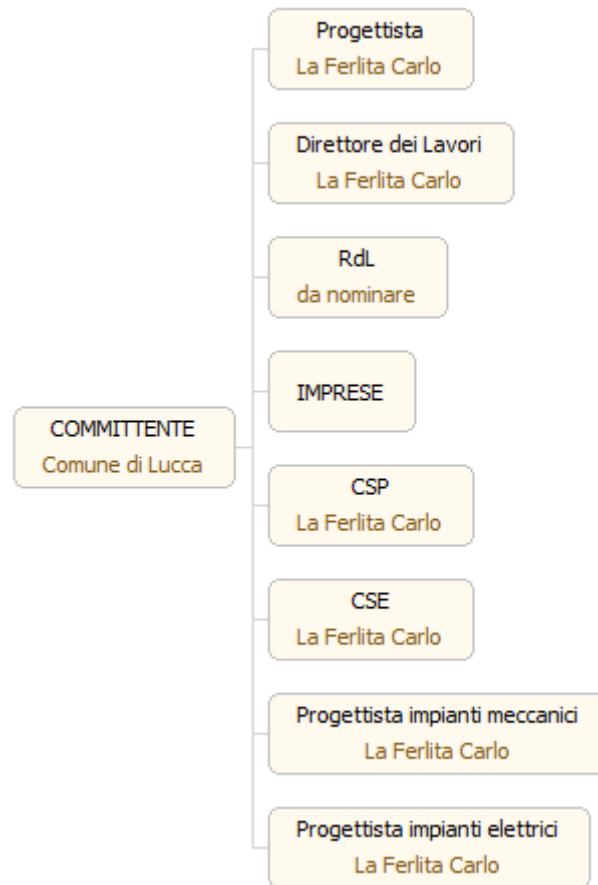 Progettista
La Ferlita Carlo
Direttore dei Lavori
La Ferlita Carlo
RdL
da nominare
IMPRESE
COMMITTENTE
Comune di Lucca
CSP
La Ferlita Carlo
CSE
La Ferlita Carlo
Progettista impianti meccanici
La Ferlita Carlo
Progettista impianti elettrici
La Ferlita Carlo